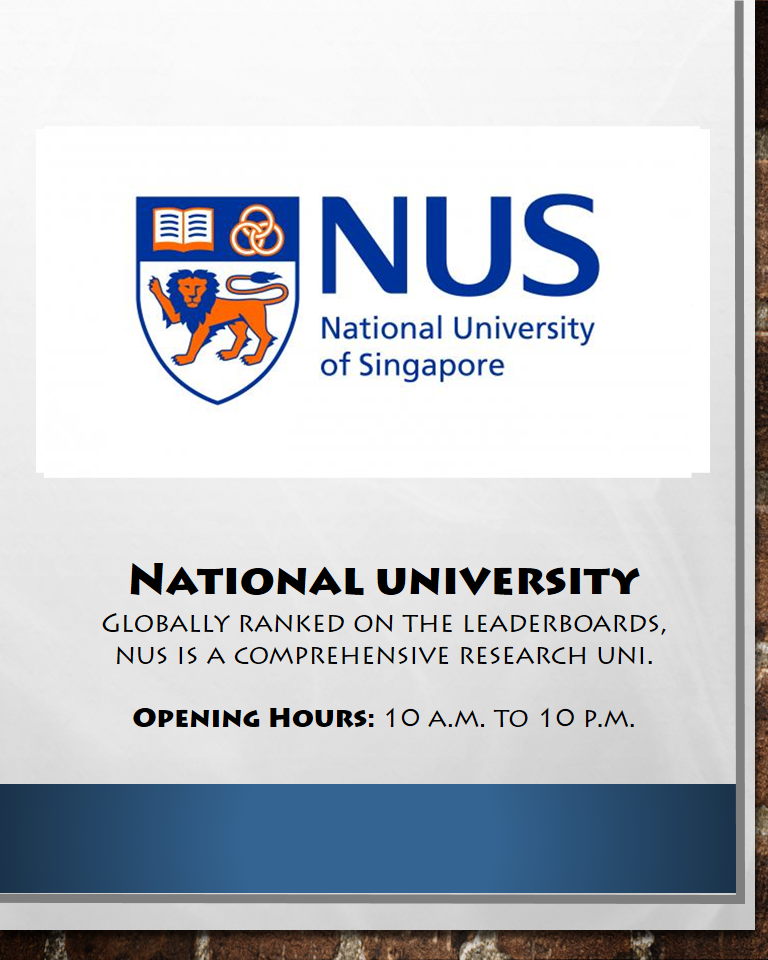 NUS
National University
of Singapore
National university
Globally ranked on the leaderboards,
NUS is a comprehensive research uni.
Opening Hours: 10 a.m. to 10 p.m.